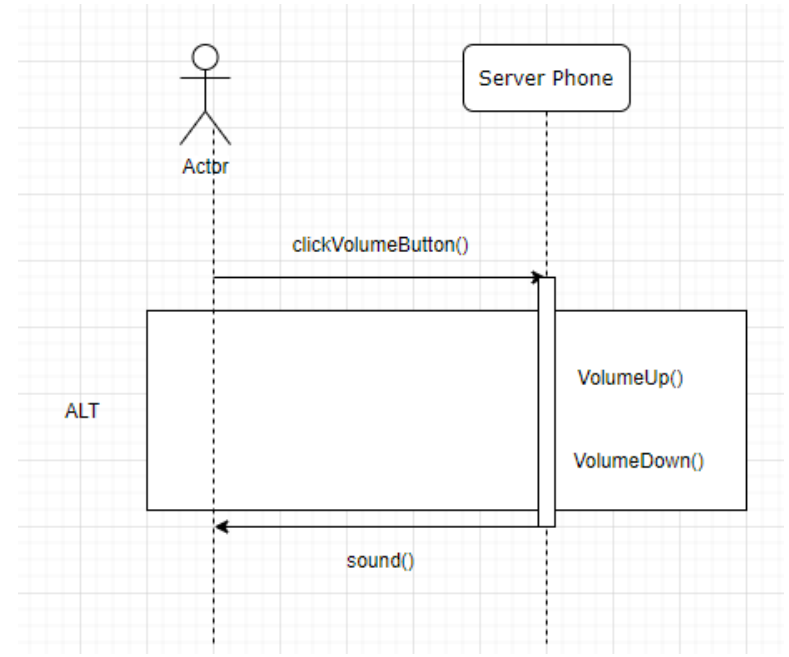 Server Phone
Actor
clickVolumeButton()
VolumeUp()
ALT
VolumeDown()
sound()